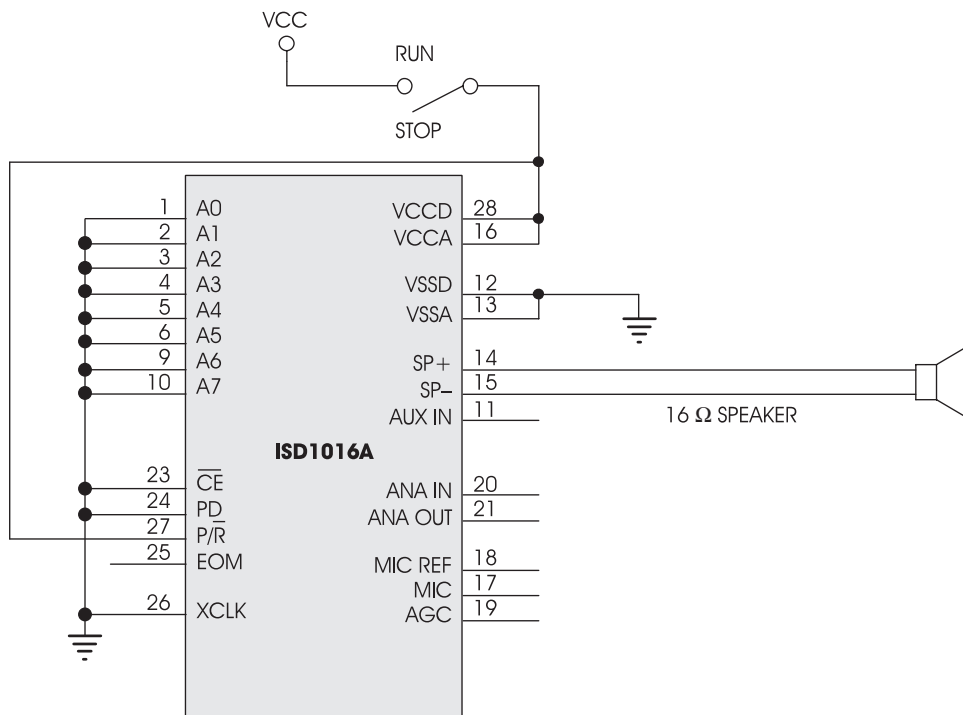 VCC
RUN
STOP
1 A0
2 A1
3 A2
4 A3
5 A4
6 A5
9 A6
10 A7
23 C̅E̅
24 PD
27 P/R̅
25 EOM
26 XCLK
ISD1016A
VCCD 28
VCCA 16
VSSD 12
VSSA 13
SP+ 14
SP– 15
AUX IN 11
16 Ω SPEAKER
ANA IN 20
ANA OUT 21
MIC REF 18
MIC 17
AGC 19